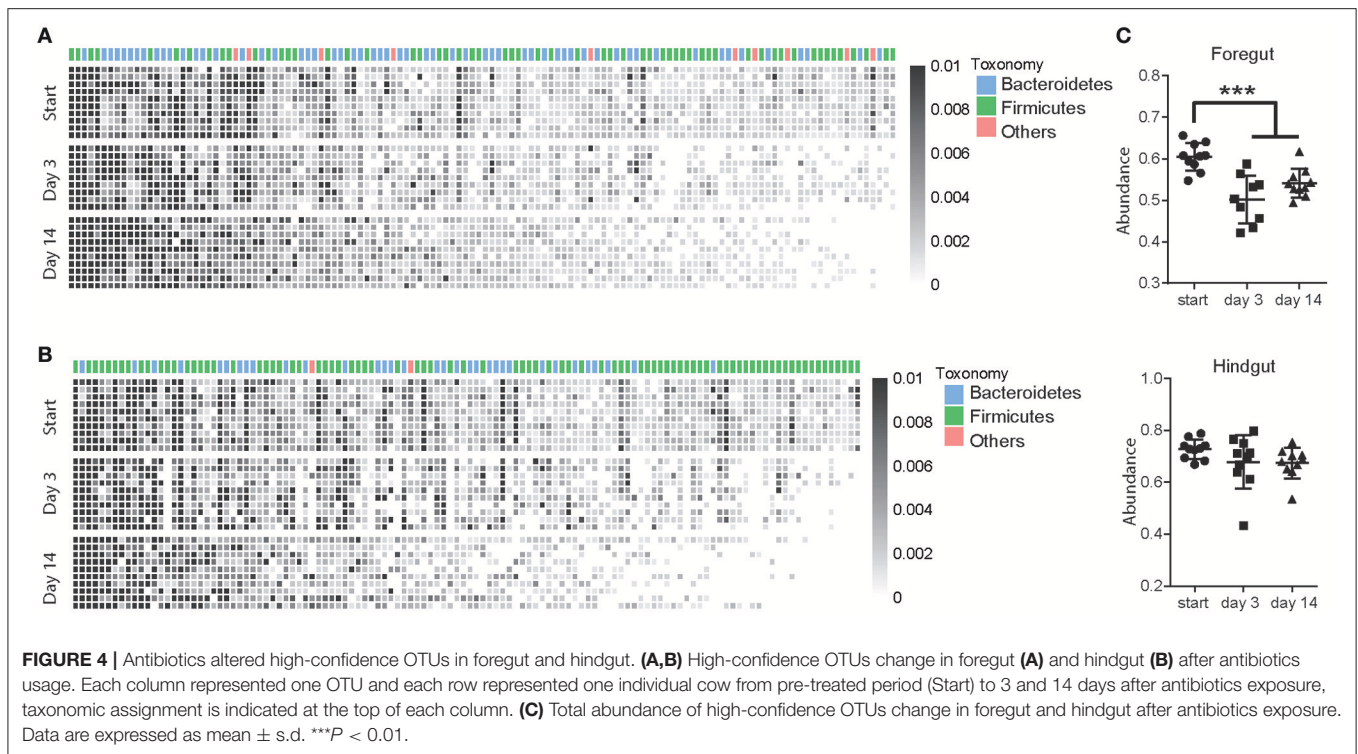 A
Start
Day 3
Day 14
0.01
0.008
0.006
0.004
0.002
0
Toxonomy
Bacteroidetes
Firmicutes
Others
B
Start
Day 3
Day 14
0.01
0.008
0.006
0.004
0.002
0
Toxonomy
Bacteroidetes
Firmicutes
Others
C
Foregut
***
Abundance
0.8
0.7
0.6
0.5
0.4
0.3
start day 3 day 14
Hindgut
Abundance
1.0
0.8
0.6
0.4
0.2
start day 3 day 14
FIGURE 4 | Antibiotics altered high-confidence OTUs in foregut and hindgut. (A,B) High-confidence OTUs change in foregut (A) and hindgut (B) after antibiotics
usage. Each column represented one OTU and each row represented one individual cow from pre-treated period (Start) to 3 and 14 days after antibiotics exposure,
taxonomic assignment is indicated at the top of each column. (C) Total abundance of high-confidence OTUs change in foregut and hindgut after antibiotics exposure.
Data are expressed as mean ± s.d. ***P < 0.01.